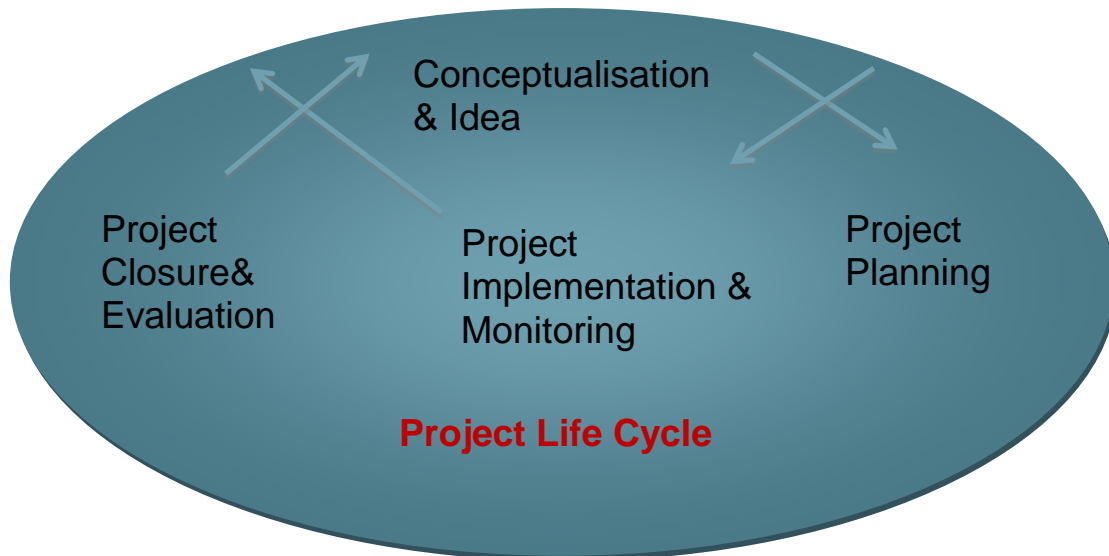 Conceptualisation
& Idea
Project
Closure&
Evaluation
Project
Implementation &
Monitoring
Project
Planning
Project Life Cycle